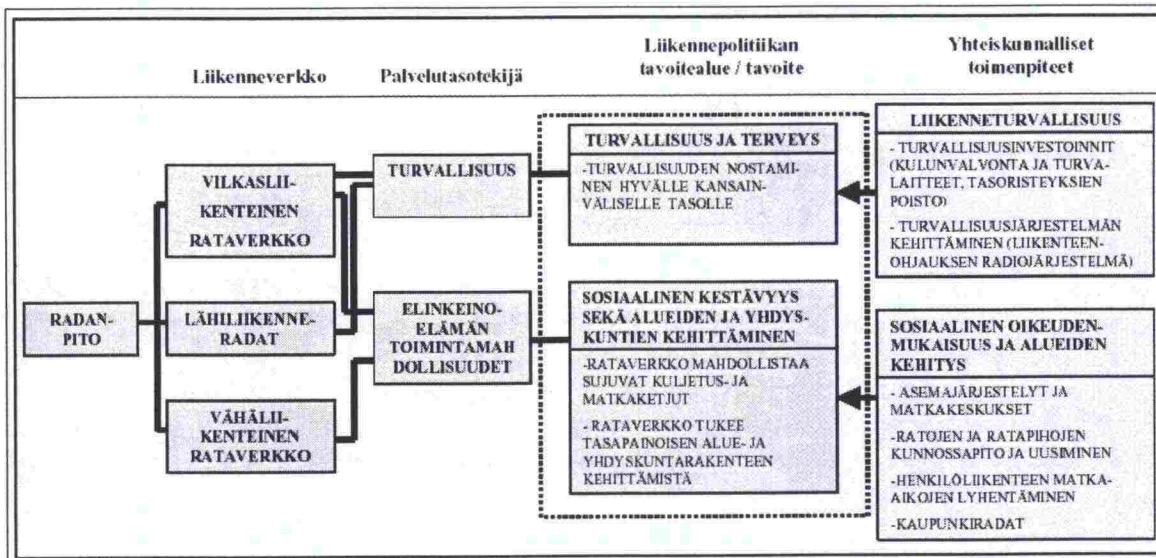 Liikenneverkko
Palvelutasotekijä
Liikennepolitiikan
tavoitealue / tavoite
Yhteiskunnalliset
toimenpiteet
RADAN-
PITO
VILKASLII-
KENTEINEN
RATAVERKKO
LÄHILIIKENNE-
RADAT
VÄHÄLII-
KENTEINEN
RATAVERKKO
TURVALLISUUS
ELINKEINO-
ELÄMÄN
TOIMINTAMAH
DOLLISUUDET
TURVALLISUUS JA TERVEYS
-TURVALLISUUDEN NOSTAMI-
NEN HYVÄLLE KANSAIN-
VÄLISELLE TASOLLE
SOSIAALINEN KESTÄVYYS
SEKÄ ALUEIDEN JA YHDYS-
KUNTIEN KEHITTÄMINEN
-RATAVERKKO MAHDOLLISTAA
SUJUVAT KULJETUS- JA
MATKAKETJUT
- RATAVERKKO TUKEE
TASAPAINOISEN ALUE- JA
YHDYSKUNTARAKENTEEN
KEHITTÄMISTÄ
LIIKENNETURVALLISUUS
- TURVALLISUUSINVESTOINNIT
(KULUNVALVONTA JA TURVA-
LAITTEET, TASORISTEYKSIEN
POISTO)
- TURVALLISUUSJÄRJESTELMÄN
KEHITTÄMINEN (LIIKENTEEN-
OHJAUKSEN RADIOJÄRJESTELMÄ)
SOSIAALINEN OIKEUDEN-
MUKAISUUS JA ALUEIDEN
KEHITYS
- ASEMAJÄRJESTELYT JA
MATKAKESKUKSET
-RATOJEN JA RATAPIHOJEN
KUNNOSSAPITO JA UUSIMINEN
-HENKILÖLIIKENTEEN MATKA-
AIKOJEN LYHENTÄMINEN
-KAUPUNKIRADAT